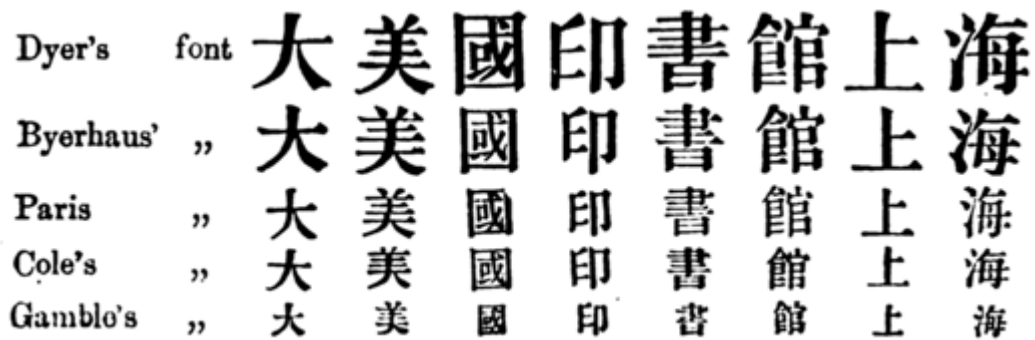 Dyer's font 大美國印書館上海
Byerhaus' „ 大美國印書館上海
Paris „ 大美國印書館上海
Cole's „ 大美國印書館上海
Gamble's „ 大美國印書館上海